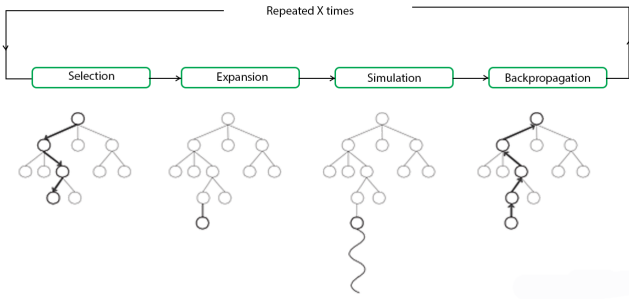 Repeated X times
Selection
Expansion
Simulation
Backpropagation